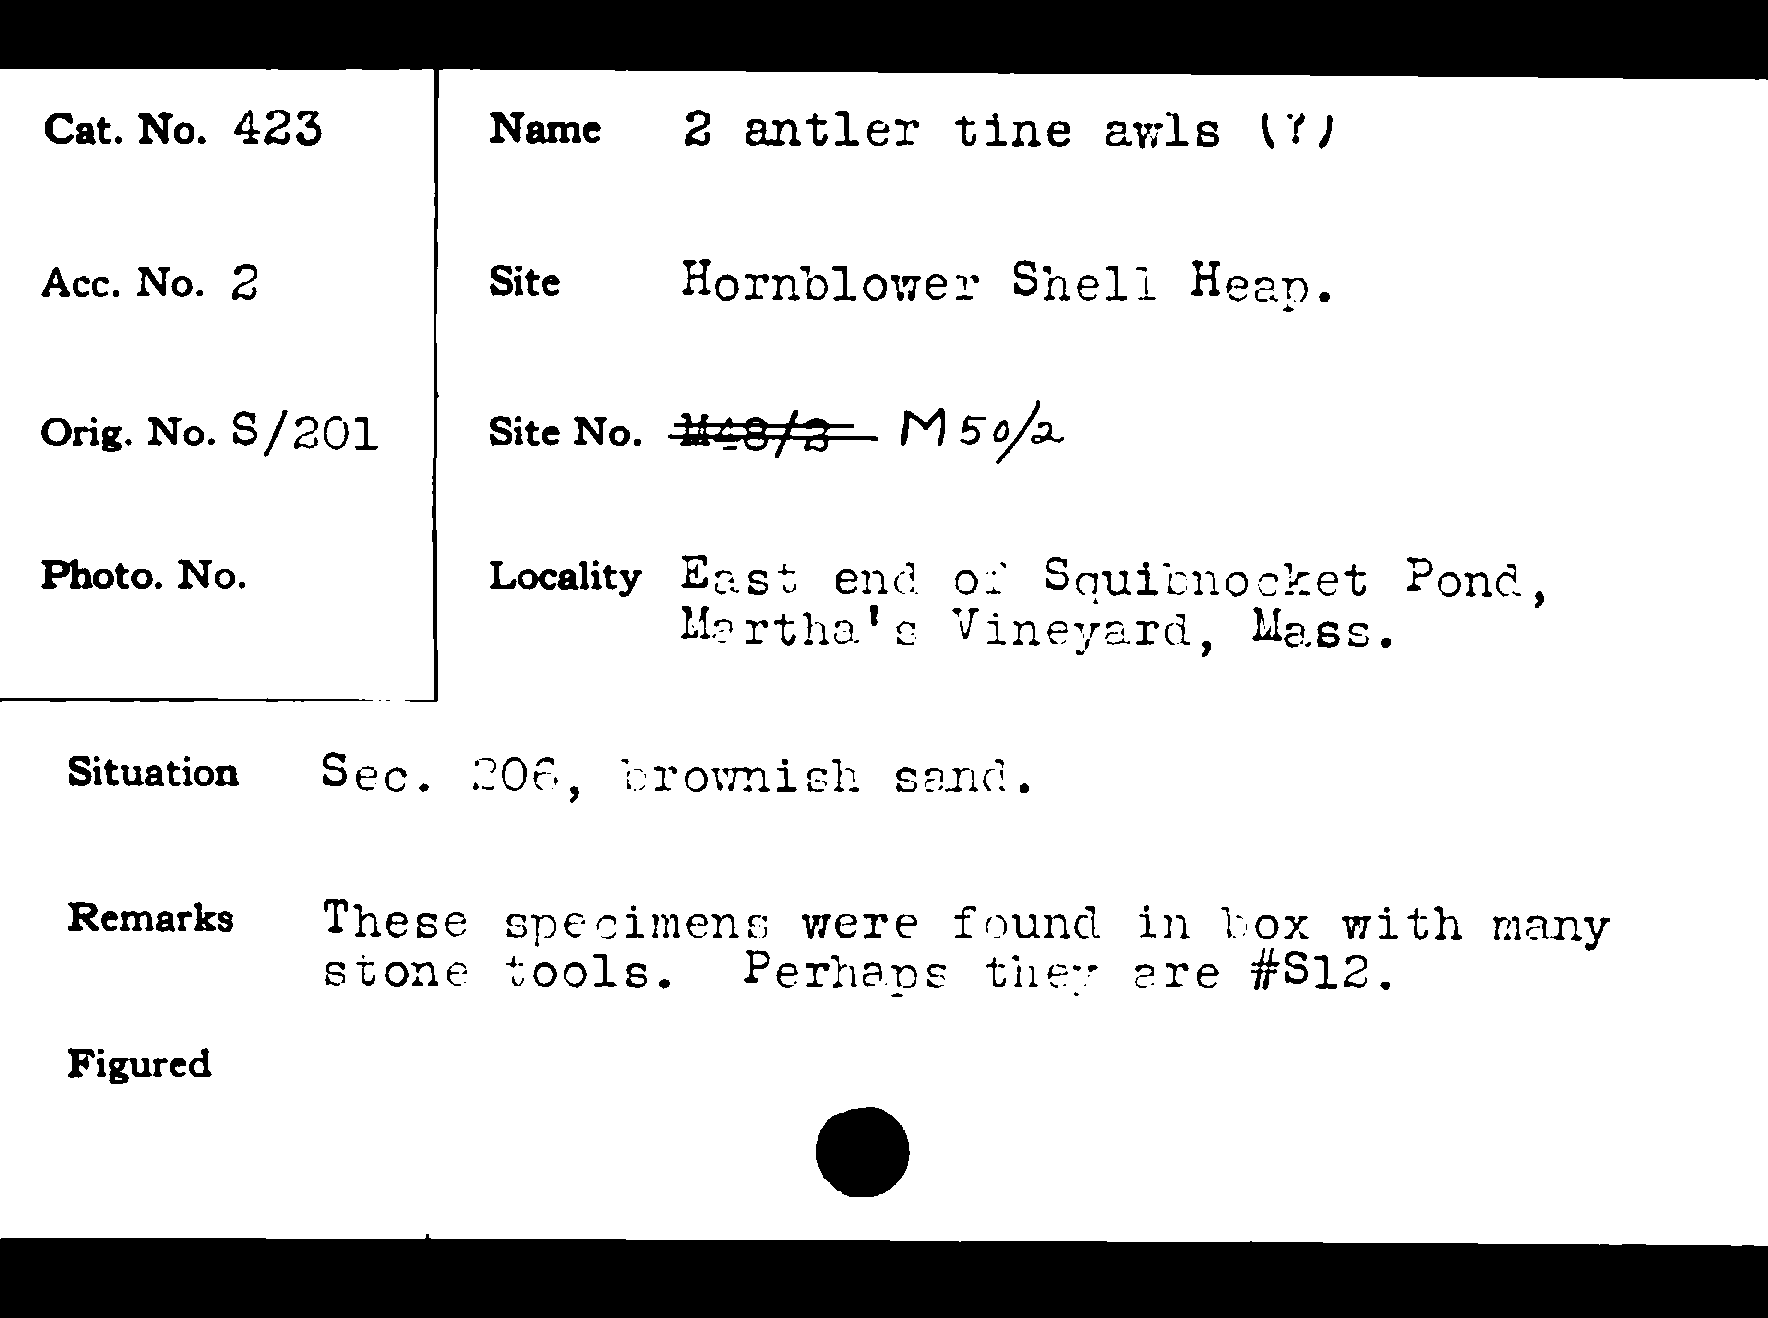 Cat. No. 423
Name 2 antler tine awls (?)
Acc. No. 2
Site Hornblower Shell Heap.
Orig. No. S/201
Site No. M48/2 M50/2
Photo. No.
Locality East end of Squibnocket Pond,
Martha's Vineyard, Mass.
Situation Sec. 206, brownish sand.
Remarks These specimens were found in box with many
stone tools. Perhaps they are #S12.
Figured